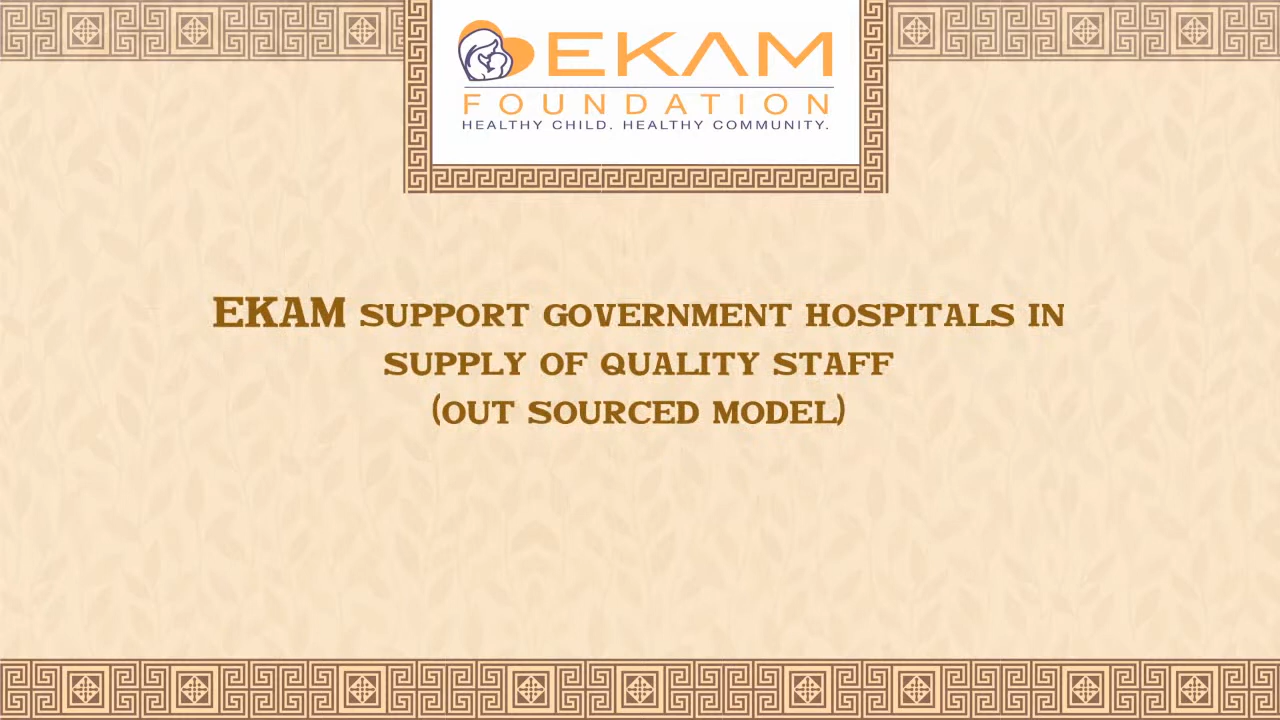 EKAM
FOUNDATION
HEALTHY CHILD. HEALTHY COMMUNITY.
EKAM SUPPORT GOVERNMENT HOSPITALS IN
SUPPLY OF QUALITY STAFF
(OUT SOURCED MODEL)